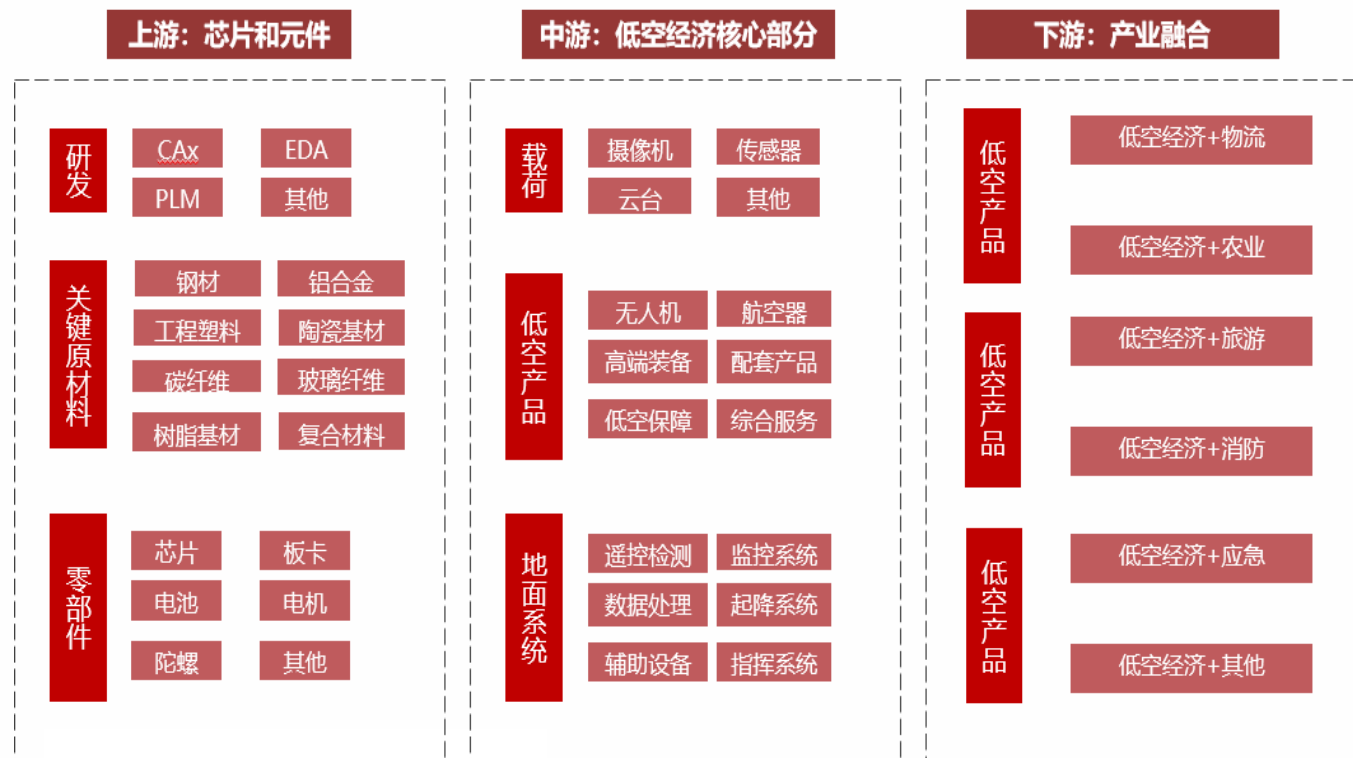 上游：芯片和元件
研发
CAx
EDA
PLM
其他
关键原材料
钢材
铝合金
工程塑料
陶瓷基材
碳纤维
玻璃纤维
树脂基材
复合材料
零部件
芯片
板卡
电池
电机
陀螺
其他
中游：低空经济核心部分
载荷
摄像机
传感器
云台
其他
低空产品
无人机
航空器
高端装备
配套产品
低空保障
综合服务
地面系统
遥控检测
监控系统
数据处理
起降系统
辅助设备
指挥系统
下游：产业融合
低空产品
低空经济+物流
低空经济+农业
低空产品
低空经济+旅游
低空经济+消防
低空产品
低空经济+应急
低空经济+其他